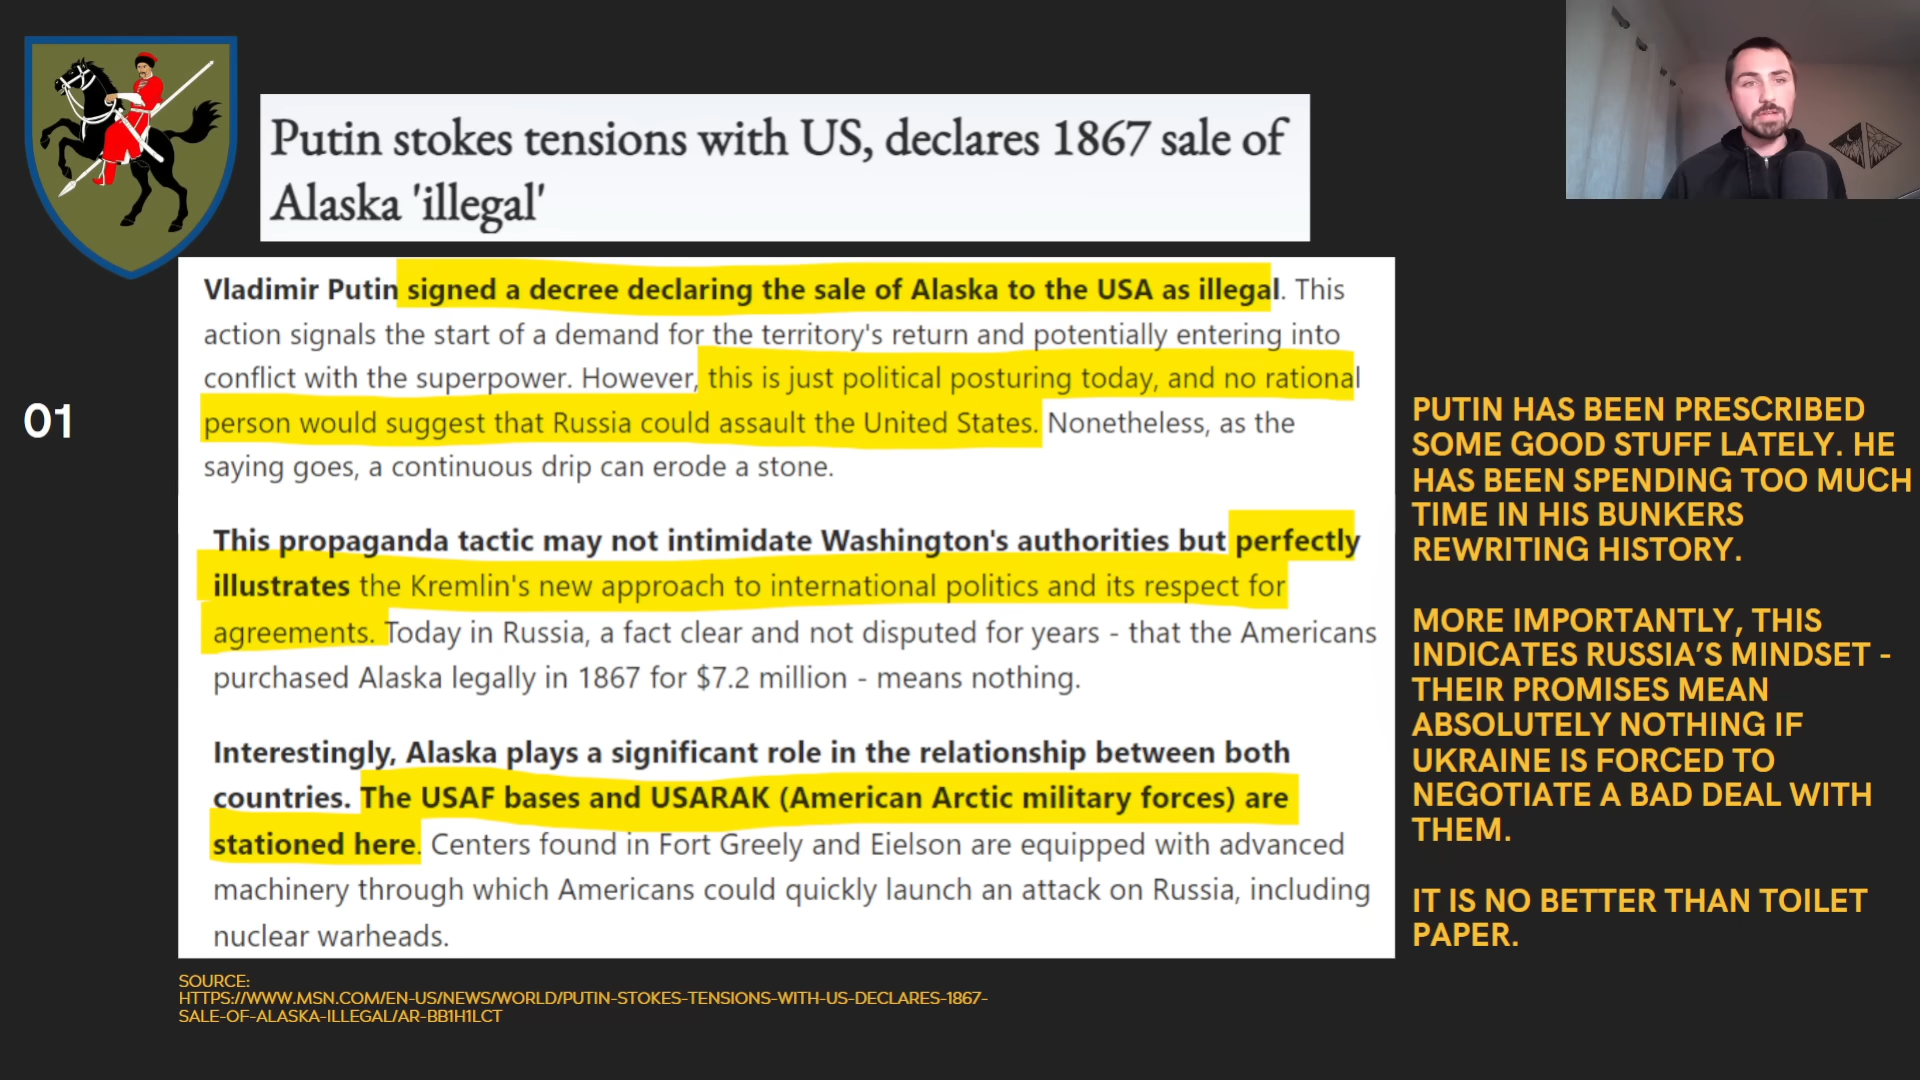 Putin stokes tensions with US, declares 1867 sale of
Alaska 'illegal'
Vladimir Putin signed a decree declaring the sale of Alaska to the USA as illegal. This
action signals the start of a demand for the territory's return and potentially entering into
conflict with the superpower. However, this is just political posturing today, and no rational
person would suggest that Russia could assault the United States. Nonetheless, as the
saying goes, a continuous drip can erode a stone.
This propaganda tactic may not intimidate Washington's authorities but perfectly
illustrates the Kremlin's new approach to international politics and its respect for
agreements. Today in Russia, a fact clear and not disputed for years - that the Americans
purchased Alaska legally in 1867 for $7.2 million - means nothing.
Interestingly, Alaska plays a significant role in the relationship between both
countries. The USAF bases and USARAK (American Arctic military forces) are
stationed here. Centers found in Fort Greely and Eielson are equipped with advanced
machinery through which Americans could quickly launch an attack on Russia, including
nuclear warheads.
01
PUTIN HAS BEEN PRESCRIBED
SOME GOOD STUFF LATELY. HE
HAS BEEN SPENDING TOO MUCH
TIME IN HIS BUNKERS
REWRITING HISTORY.
MORE IMPORTANTLY, THIS
INDICATES RUSSIA'S MINDSET -
THEIR PROMISES MEAN
ABSOLUTELY NOTHING IF
UKRAINE IS FORCED TO
NEGOTIATE A BAD DEAL WITH
THEM.
IT IS NO BETTER THAN TOILET
PAPER.
SOURCE:
HTTPS://WWW.MSN.COM/EN-US/NEWS/WORLD/PUTIN-STOKES-TENSIONS-WITH-US-DECLARES-1867-
SALE-OF-ALASKA-ILLEGAL/AR-BB1H1LCT